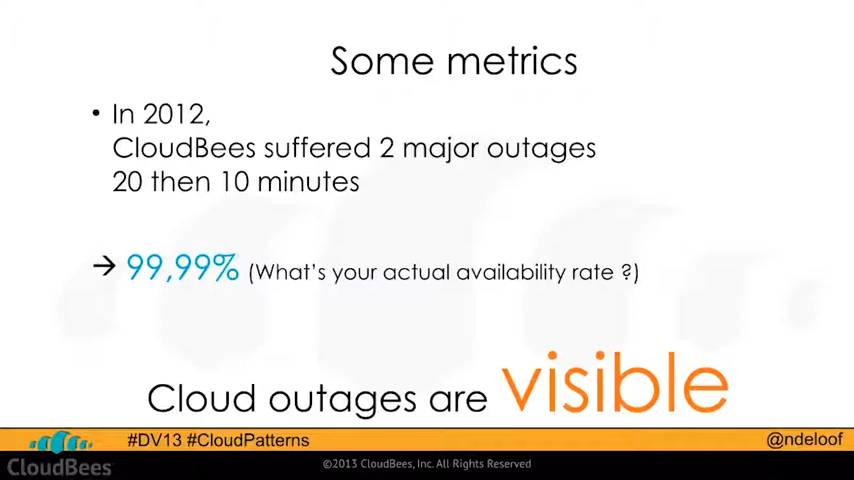 Some metrics
• In 2012,
CloudBees suffered 2 major outages
20 then 10 minutes
→ 99,99% (What's your actual availability rate ?)
Cloud outages are visible
#DV13 #CloudPatterns
@ndeloof
CloudBees
©2013 CloudBees, Inc. All Rights Reserved